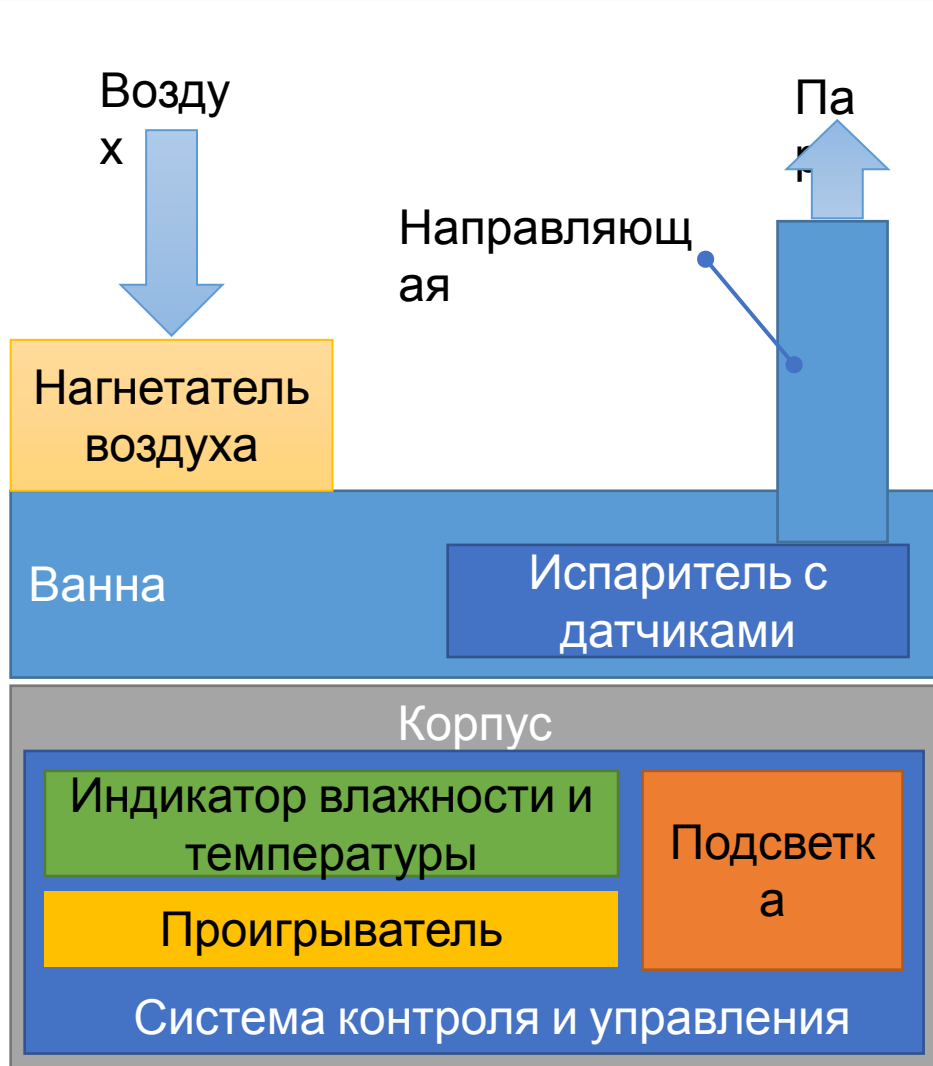 Возду
х
Па
р
Направляющ
ая
Нагнетатель
воздуха
Ванна
Испаритель с
датчиками
Корпус
Индикатор влажности и
температуры
Подсветк
а
Проигрыватель
Система контроля и управления